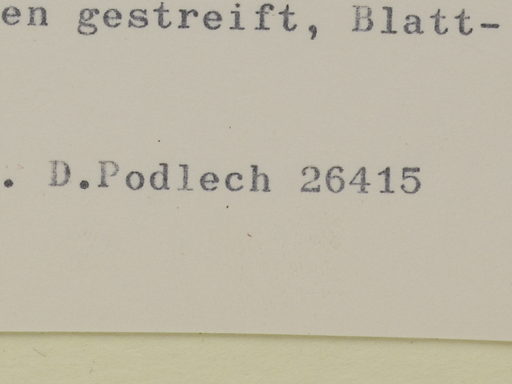 en gestreift, Blatt-
. D.Podlech 26415